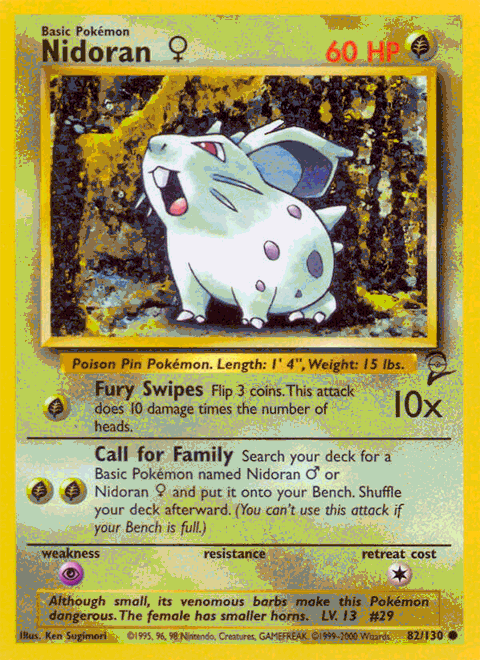 Basic Pokémon
Nidoran ♀ 60 HP
Poison Pin Pokémon. Length: 1' 4", Weight: 15 lbs.
Fury Swipes Flip 3 coins. This attack
does 10 damage times the number of
heads.
10x
Call for Family Search your deck for a
Basic Pokémon named Nidoran ♂ or
Nidoran ♀ and put it onto your Bench. Shuffle
your deck afterward. (You can't use this attack if
your Bench is full.)
weakness resistance retreat cost
Although small, its venomous barbs make this Pokémon
dangerous. The female has smaller horns. LV. 13 #29
Illus. Ken Sugimori ©1995, 96, 98 Nintendo, Creatures, GAMEFREAK. ©1999-2000 Wizards. 82/130 ●